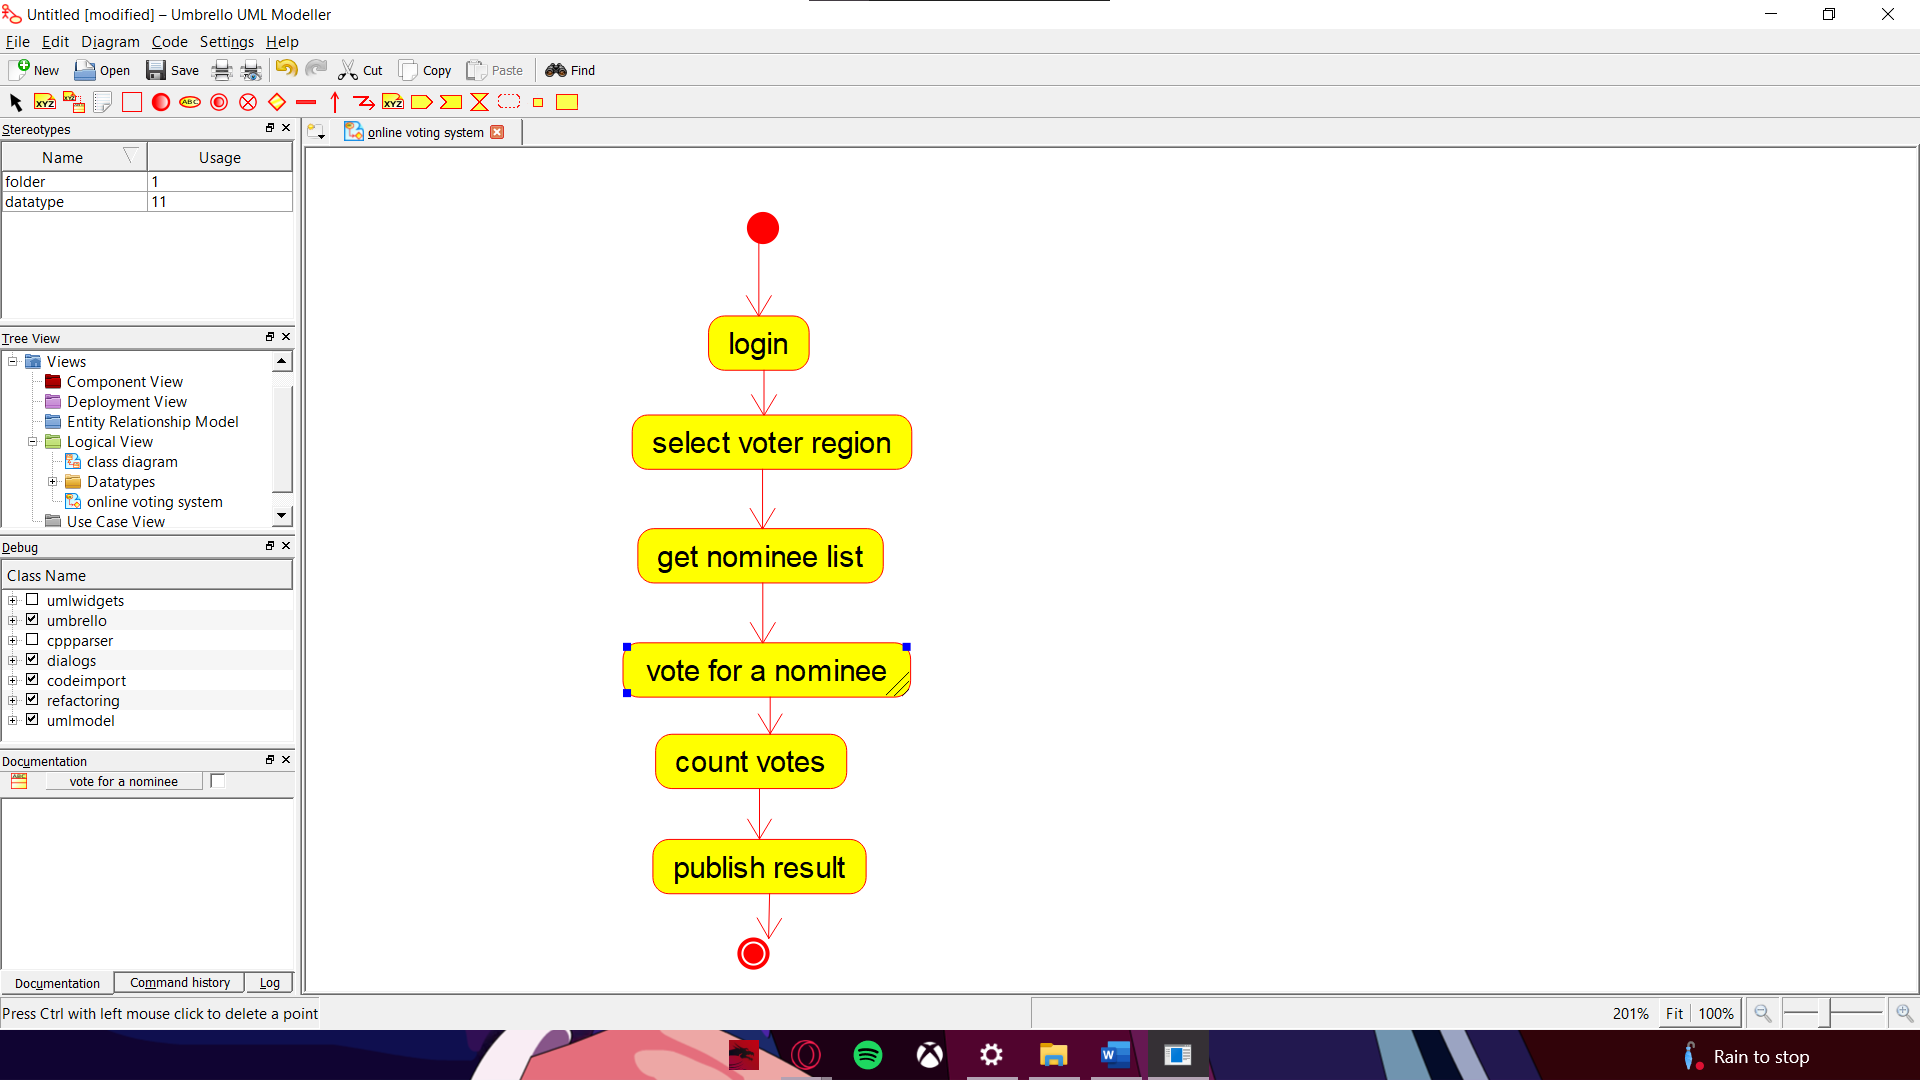 Untitled [modified] – Umbrello UML Modeller
File Edit Diagram Code Settings Help
New Open Save Cut Copy Paste Find
XYZ XYZ ABC XYZ
Stereotypes
online voting system
Name Usage
folder 1
datatype 11
Tree View
Views
Component View
Deployment View
Entity Relationship Model
Logical View
class diagram
Datatypes
online voting system
Use Case View
Debug
Class Name
umlwidgets
umbrello
cppparser
dialogs
codeimport
refactoring
umlmodel
Documentation
ABC vote for a nominee
Documentation Command history Log
login
select voter region
get nominee list
vote for a nominee
count votes
publish result
Press Ctrl with left mouse click to delete a point
201% Fit 100%
W
Rain to stop